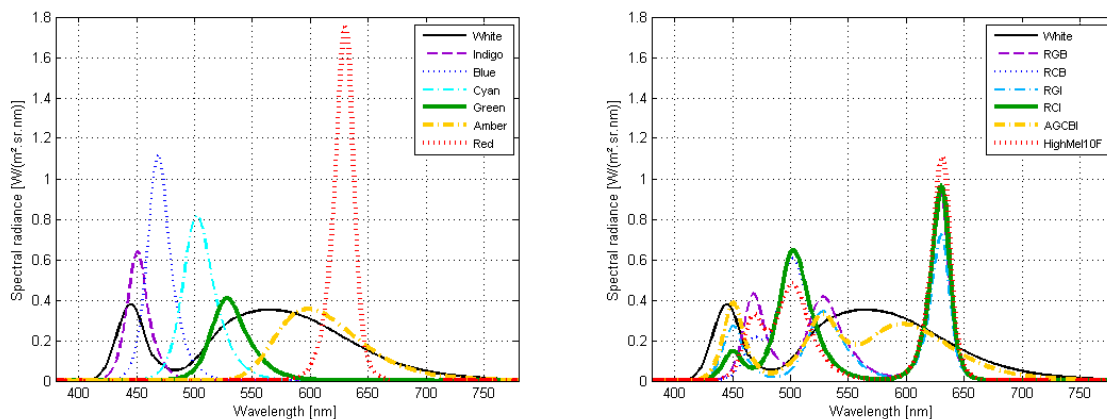 1.8
1.6
1.4
1.2
1
0.8
0.6
0.4
0.2
0
Spectral radiance [W/(m².sr.nm)]
400 450 500 550 600 650 700 750
Wavelength [nm]
White
Indigo
Blue
Cyan
Green
Amber
Red
1.8
1.6
1.4
1.2
1
0.8
0.6
0.4
0.2
0
Spectral radiance [W/(m².sr.nm)]
400 450 500 550 600 650 700 750
Wavelength [nm]
White
RGB
RCB
RGI
RCI
AGCBI
HighMel10F